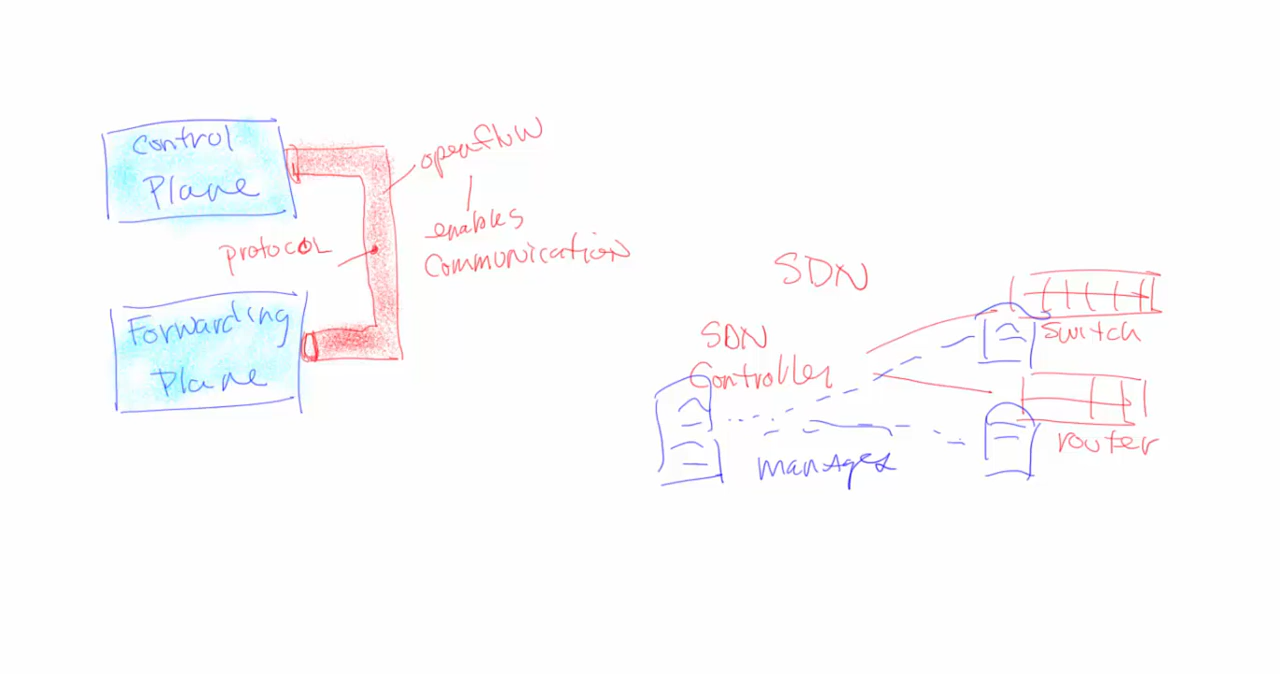 Control
Plane
openflow
enables
Communication
protocol
Forwarding
Plane
SDN
SDN
Controller
manages
switch
router